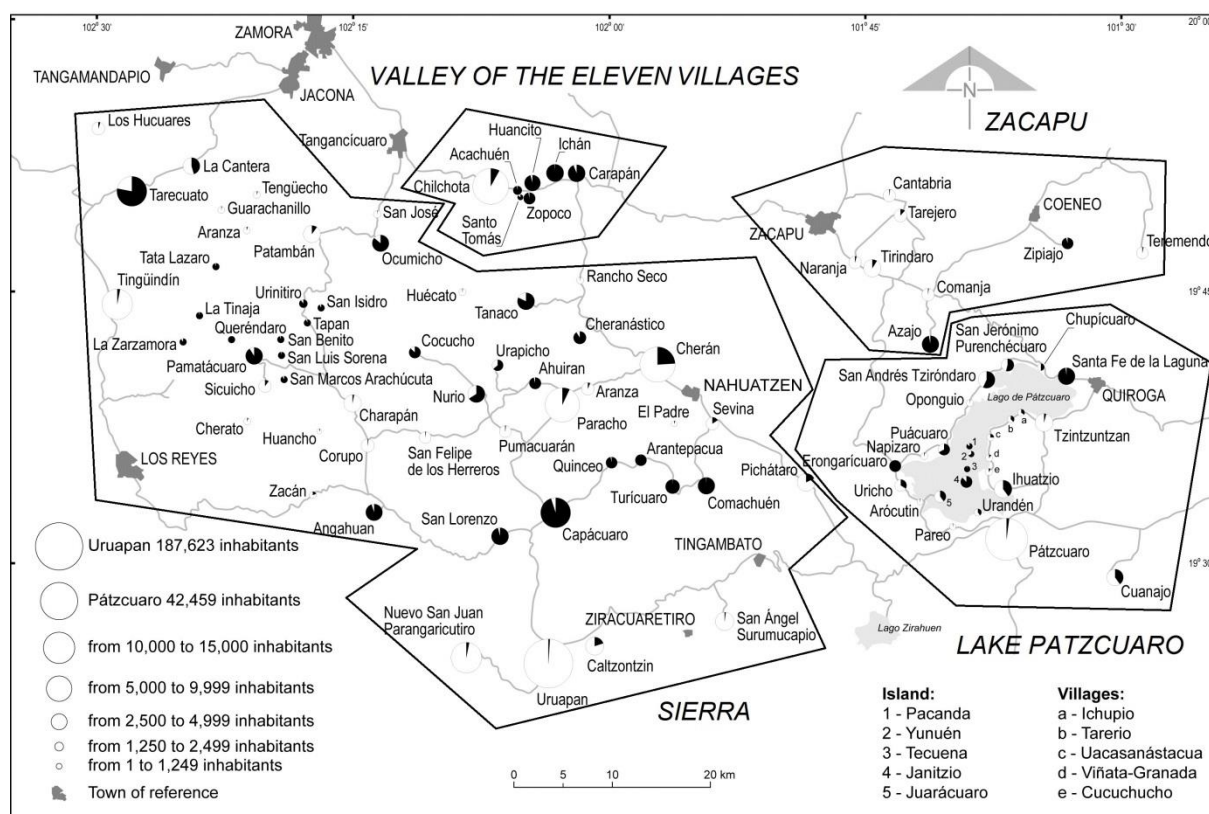 102° 30'
102° 15'
102° 00'
101° 45'
101° 30'
20° 00'
ZAMORA
TANGAMANDAPIO
JACONA
VALLEY OF THE ELEVEN VILLAGES
N
ZACAPU
Los Hucuares
Tangancícuaro
Huancito
Ichán
Acachuén
La Cantera
Chilchota
Carapán
Tarecuato
Tengüecho
Cantabria
COENEO
Guarachanillo
San José
Santo
Tomás
Zopoco
Tarejero
ZACAPU
Aranza
Patambán
Ocumicho
Teremendo
Zipiajo
Tata Lazaro
Naranja
Tirindaro
Tingüindín
Rancho Seco
Urinitiro
San Isidro
Huécato
Comanja
19° 45'
La Tinaja
Tanaco
Tapan
Cheranástico
Queréndaro
San Benito
Cocucho
Azajo
San Jerónimo
Purenchécuaro
Chupícuaro
La Zarzamora
San Luis Sorena
Urapicho
Cherán
Santa Fe de la Laguna
Pamatácuaro
Ahuiran
San Andrés Tziróndaro
Sicuicho
San Marcos Arachúcuta
Nurio
Aranza
NAHUATZEN
Lago de Pátzcuaro
QUIROGA
Oponguio
Charapán
Paracho
El Padre
Sevina
a
b
Tzintzuntzan
Cherato
Huancho
Puácuaro
1
c
Corupo
San Felipe
de los Herreros
Pumacuarán
Arantepacua
Napizaro
2
d
LOS REYES
Quinceo
Pichátaro
Erongarícuaro
3
e
Ihuatzio
Zacán
Turícuaro
Comachuén
Uricho
4
5
Urandén
Arócutin
Angahuan
San Lorenzo
Capácuaro
Pareo
Uruapan 187,623 inhabitants
TINGAMBATO
Pátzcuaro
19° 30'
Cuanajo
Pátzcuaro 42,459 inhabitants
Nuevo San Juan
Parangaricutiro
ZIRACUARETIRO
San Ángel
Surumucapio
Lago Zirahuen
LAKE PATZCUARO
from 10,000 to 15,000 inhabitants
Caltzontzin
from 5,000 to 9,999 inhabitants
Uruapan
SIERRA
from 2,500 to 4,999 inhabitants
from 1,250 to 2,499 inhabitants
from 1 to 1,249 inhabitants
Town of reference
0 5 10 20 km
Island:
1 - Pacanda
2 - Yunuén
3 - Tecuena
4 - Janitzio
5 - Juarácuaro
Villages:
a - Ichupio
b - Tarerio
c - Uacasanástacua
d - Viñata-Granada
e - Cucuchucho